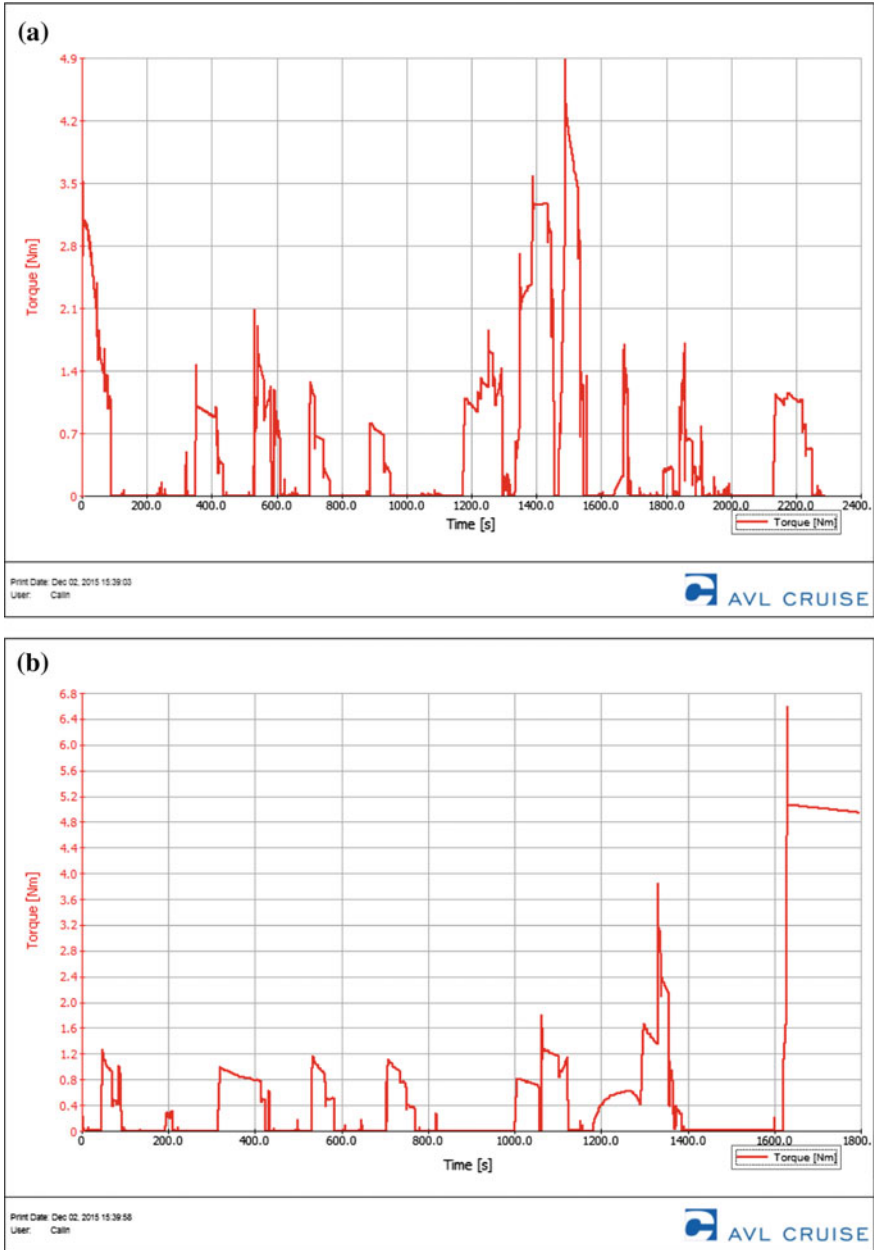 (a)
4.9
4.2
3.5
2.8
2.1
1.4
0.7
0
Torque [Nm]
0 200.0 400.0 600.0 800.0 1000.0 1200.0 1400.0 1600.0 1800.0 2000.0 2200.0 2400.
Time [s]
Torque [Nm]
Print Date: Dec 02, 2015 15:39:03
User: Calin
AVL CRUISE
(b)
6.8
6.4
6.0
5.6
5.2
4.8
4.4
4.0
3.6
3.2
2.8
2.4
2.0
1.6
1.2
0.8
0.4
0
Torque [Nm]
0 200.0 400.0 600.0 800.0 1000.0 1200.0 1400.0 1600.0 1800.
Time [s]
Torque [Nm]
Print Date: Dec 02, 2015 15:39:58
User: Calin
AVL CRUISE